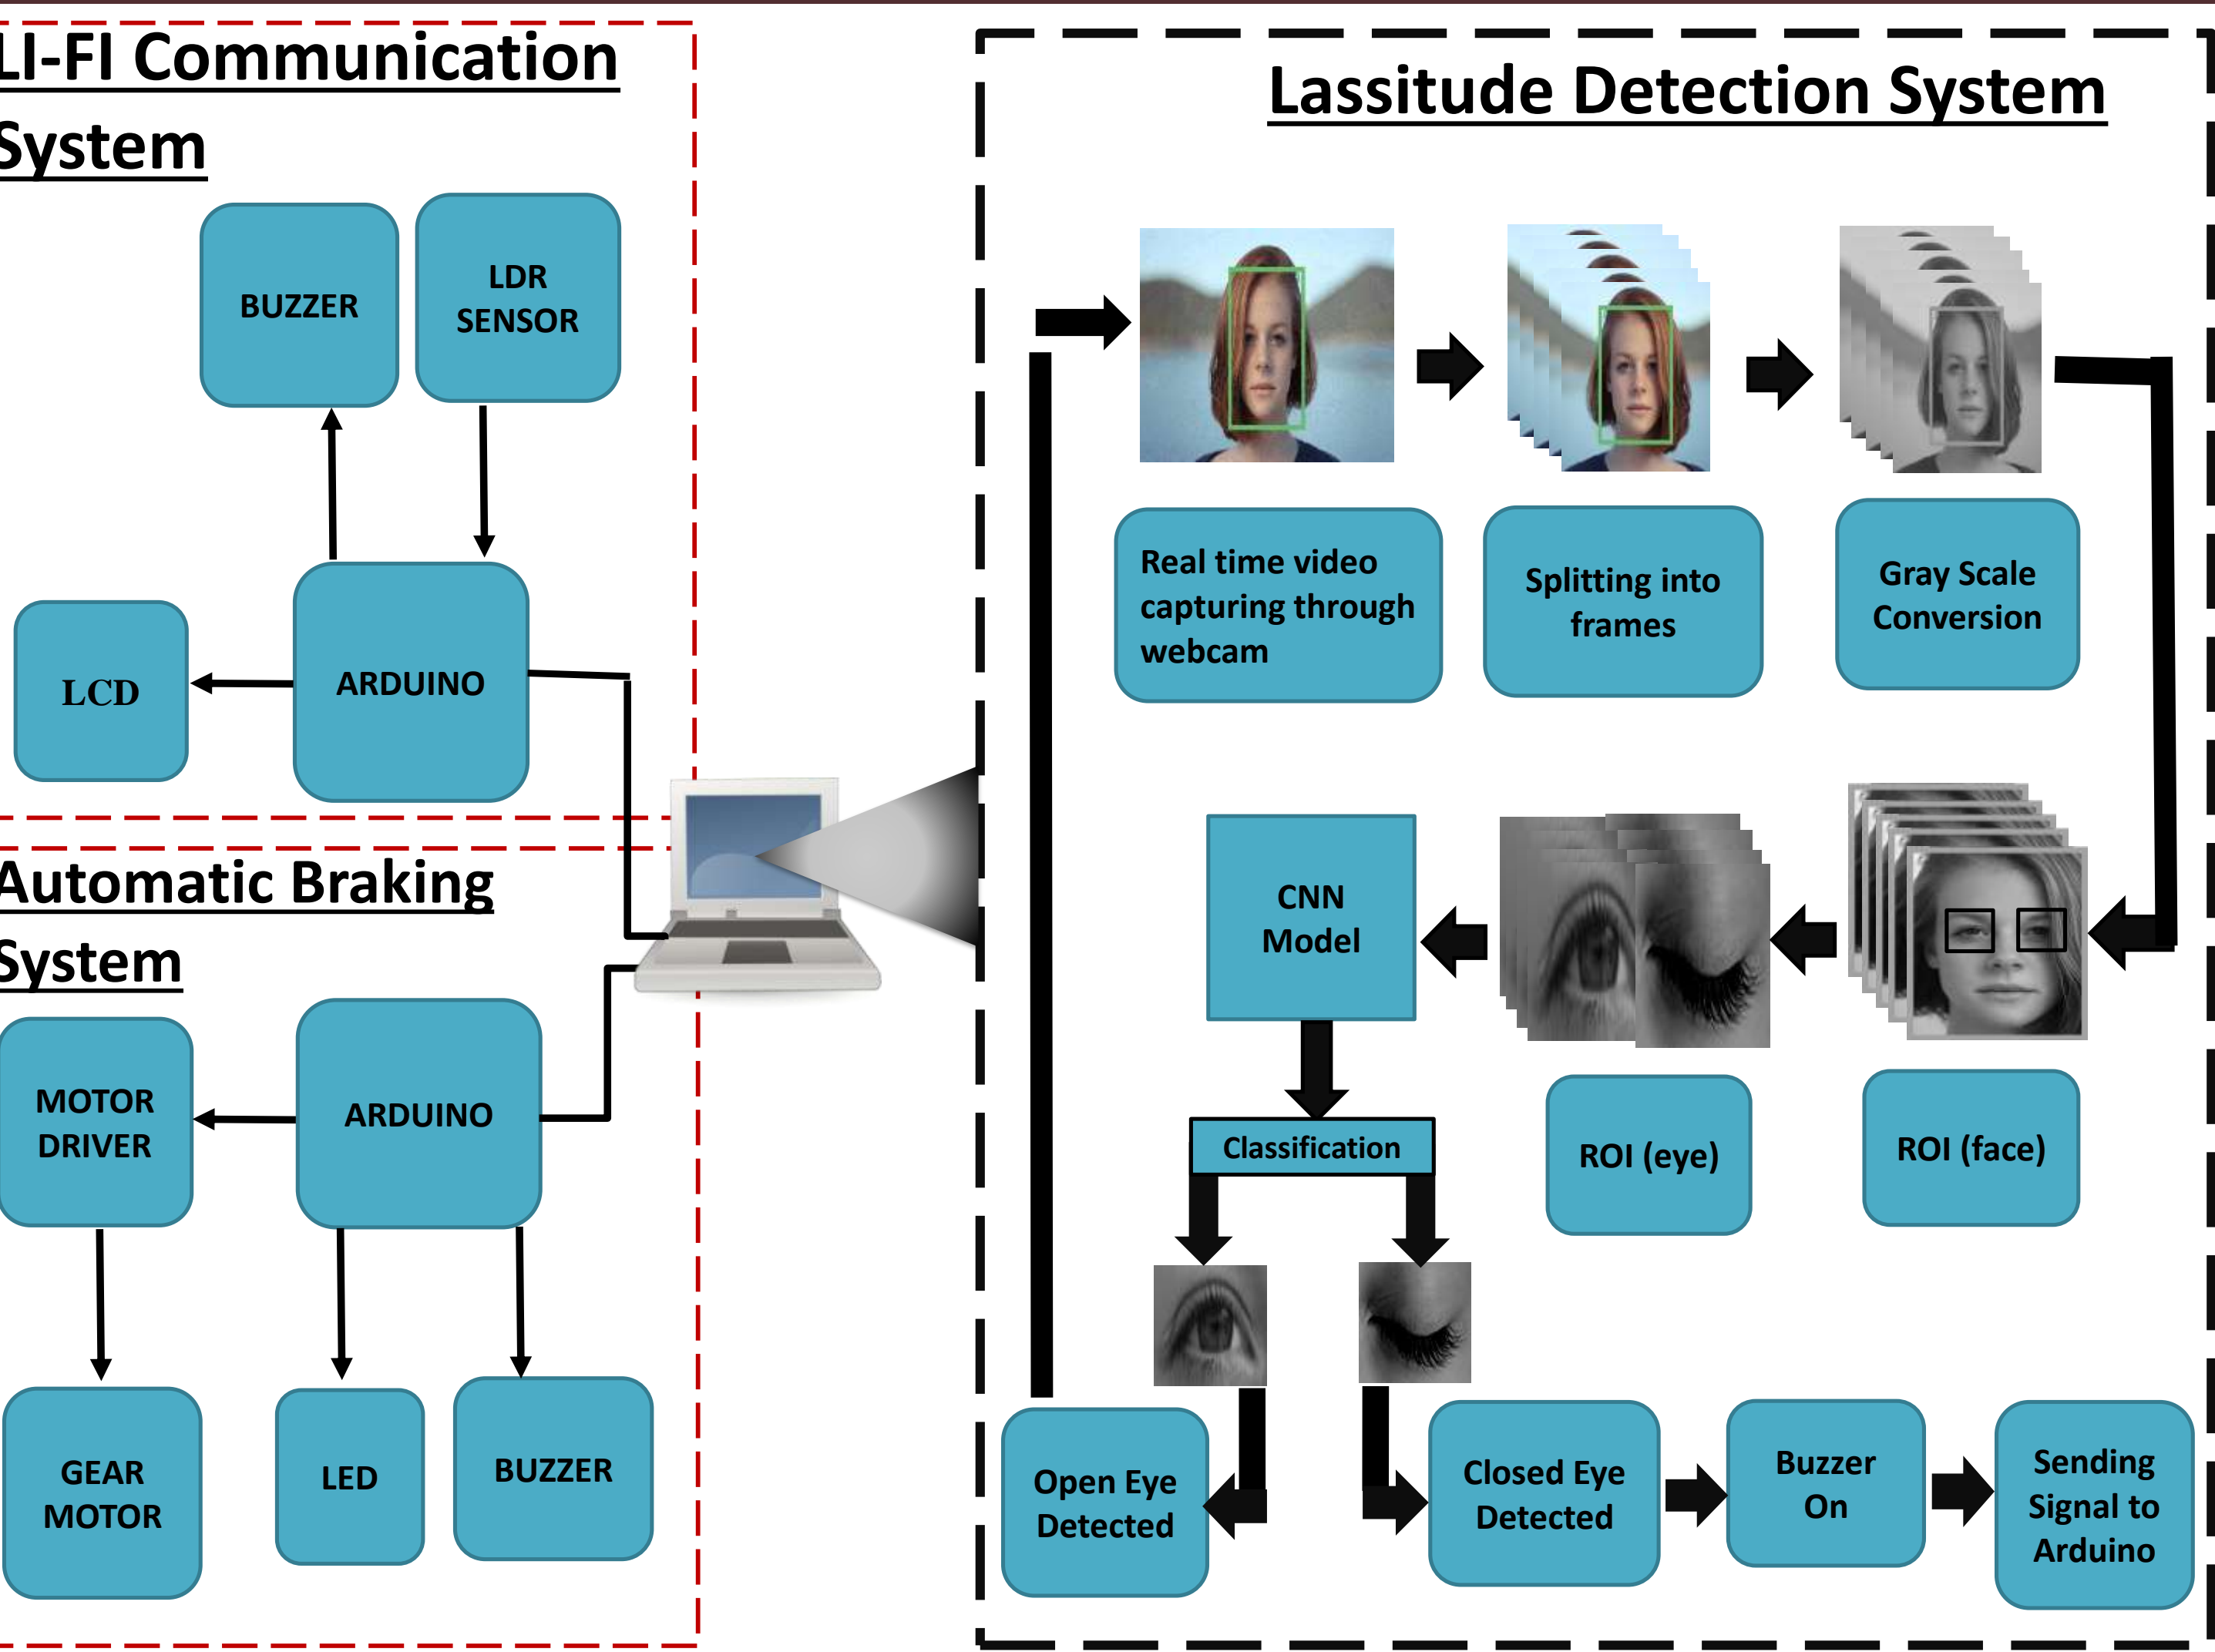 LI-FI Communication
System
BUZZER
LDR
SENSOR
LCD
ARDUINO
Automatic Braking
System
MOTOR
DRIVER
ARDUINO
GEAR
MOTOR
LED
BUZZER
Lassitude Detection System
Real time video
capturing through
webcam
Splitting into
frames
Gray Scale
Conversion
CNN
Model
ROI (eye)
ROI (face)
Classification
Open Eye
Detected
Closed Eye
Detected
Buzzer
On
Sending
Signal to
Arduino